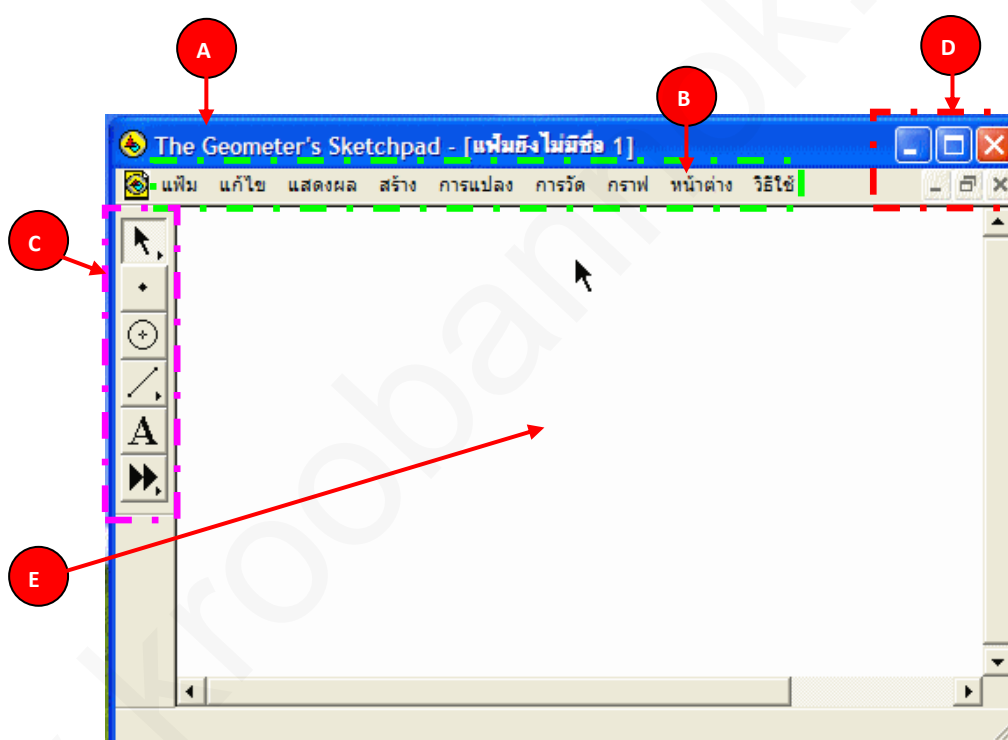 A
D
B
The Geometer's Sketchpad - [แฟ้มยังไม่มีชื่อ 1]
แฟ้ม แก้ไข แสดงผล สร้าง การแปลง การวัด กราฟ หน้าต่าง วิธีใช้
C
A
E